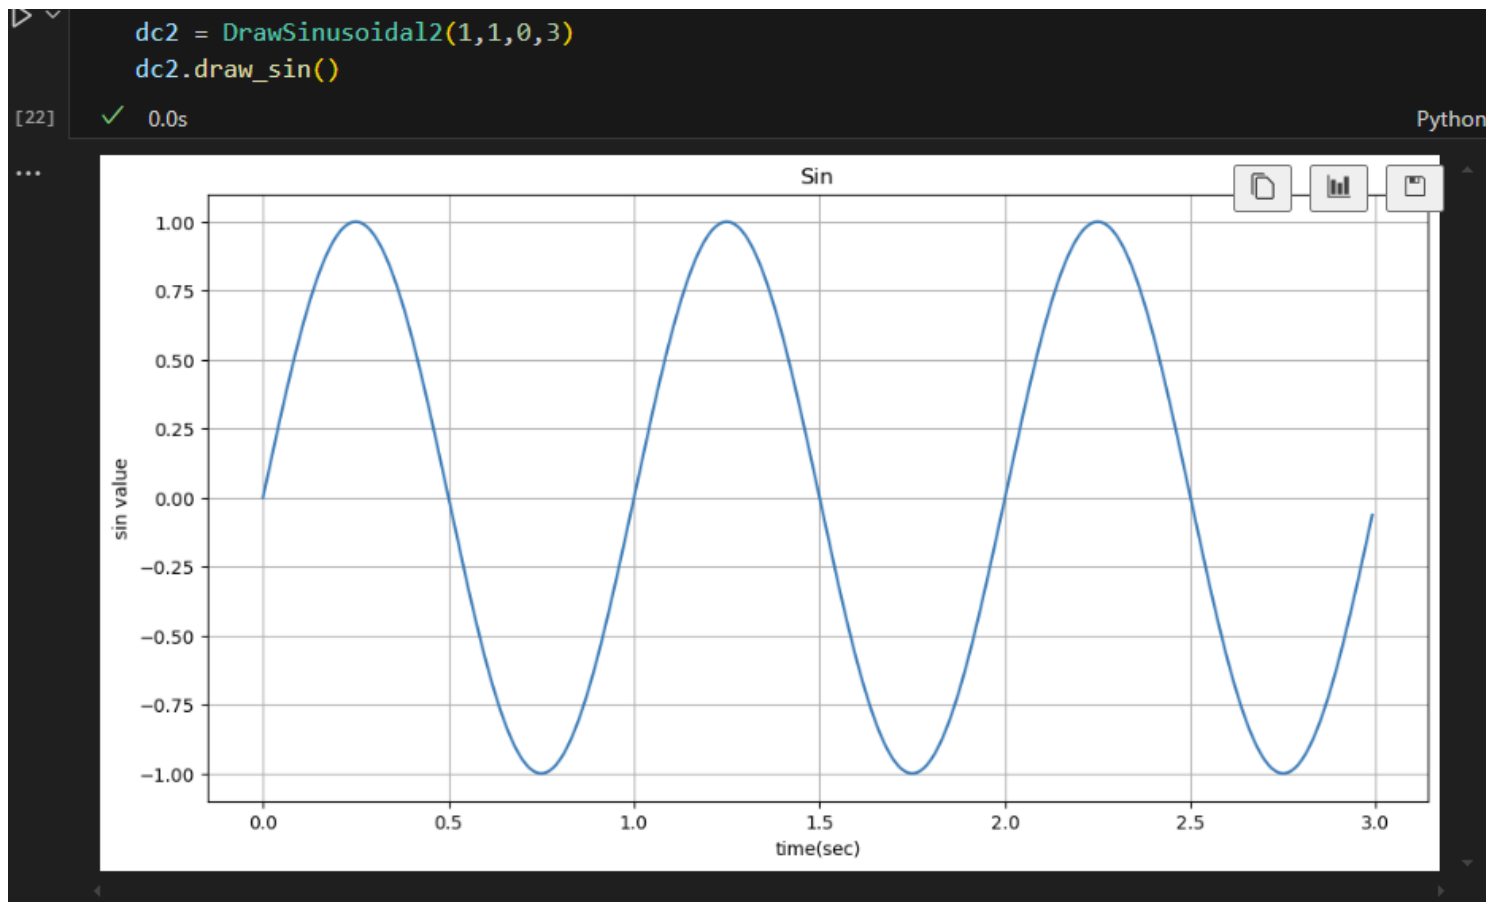 dc2 = DrawSinusoidal2(1,1,0,3)
dc2.draw_sin()
[22]
0.0s
Python
...
Sin
1.00
0.75
0.50
0.25
0.00
−0.25
−0.50
−0.75
−1.00
sin value
0.0 0.5 1.0 1.5 2.0 2.5 3.0
time(sec)